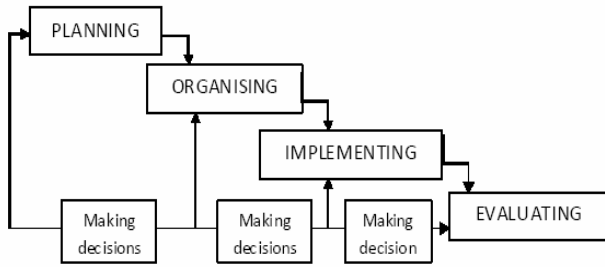 PLANNING
ORGANISING
IMPLEMENTING
EVALUATING
Making
decisions
Making
decisions
Making
decision